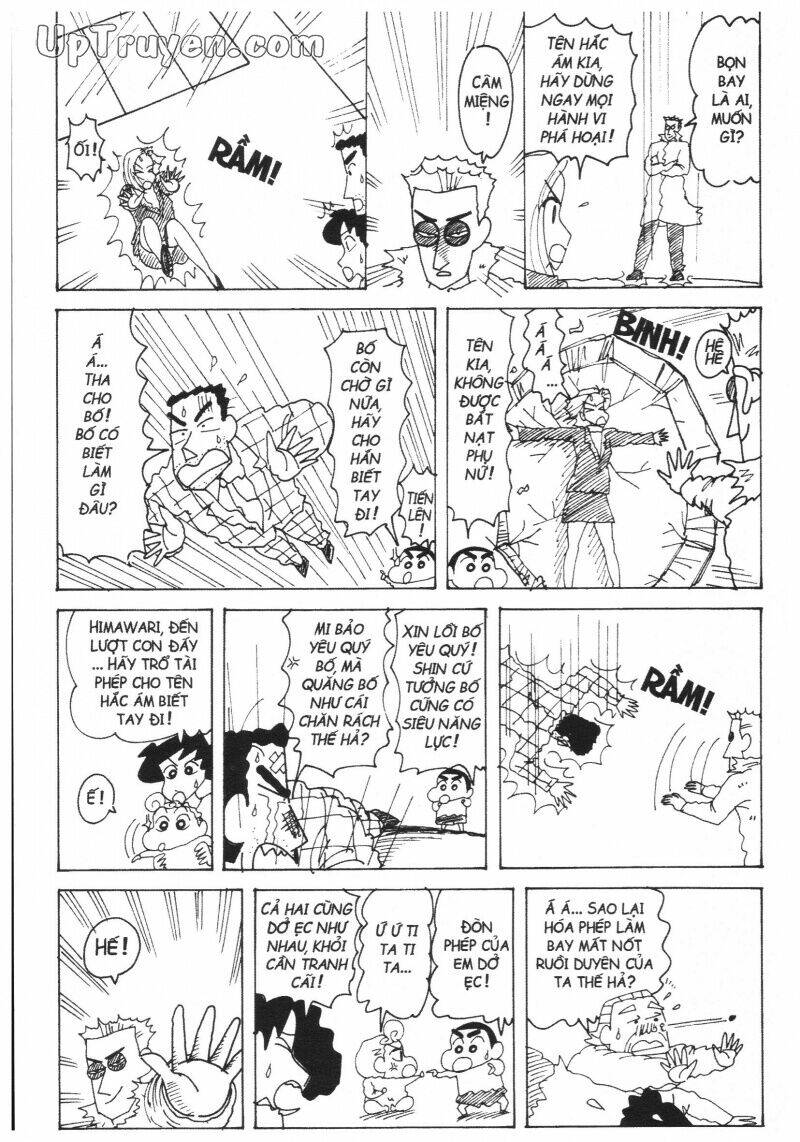 UpTruyen.com
BỌN
BAY
LÀ AI,
MUỐN
GÌ?
TÊN HẮC
ÁM KIA,
HÃY DỪNG
NGAY MỌI
HÀNH VI
PHÁ HOẠI!
CÂM
MIỆNG
!
RẦM!
ỐI!
HÊ
HÊ
BINH!
Á
Á
Á...
TÊN
KIA,
KHÔNG
ĐƯỢC
BẮT
NẠT
PHỤ
NỮ!
BỐ
CÒN
CHỜ GÌ
NỮA,
HÃY
CHO
HẮN
BIẾT
TAY ĐI!
TIẾN
LÊN!
Á
Á...
THA
CHO
BỐ!
BỐ CÓ
BIẾT
LÀM
GÌ
ĐÂU?
RẦM!
XIN LỖI BỐ
YÊU QUÝ!
SHIN CỨ
TƯỞNG BỐ
CŨNG CÓ
SIÊU NĂNG
LỰC!
MI BẢO
YÊU QUÝ
BỐ, MÀ
QUĂNG BỐ
NHƯ CÁI
CHĂN RÁCH
THẾ HẢ?
HIMAWARI, ĐẾN
LƯỢT CON ĐẤY
... HÃY TRỔ TÀI
PHÉP CHO TÊN
HẮC ÁM BIẾT
TAY ĐI!
Ế!
Á Á... SAO LẠI
HÓA PHÉP LÀM
BAY MẤT NỐT
RUỒI DUYÊN CỦA
TA THẾ HẢ?
ĐÒN
PHÉP CỦA
EM DỞ
ẸC!
Ứ Ứ TI
TA TI
TA...
CẢ HAI CÙNG
DỞ ẸC NHƯ
NHAU, KHỎI
CẦN TRANH
CÃI!
HẾ!